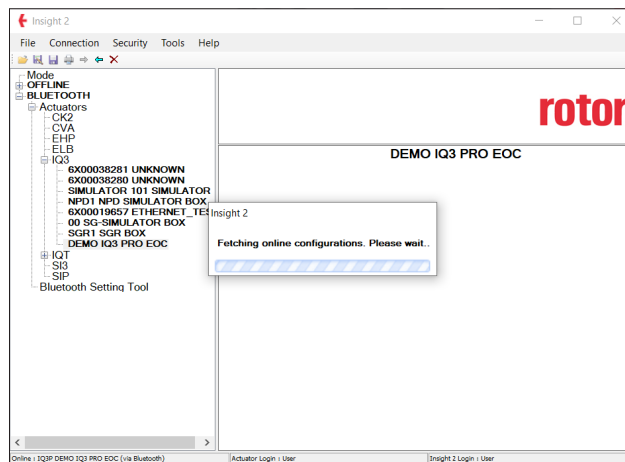 Insight 2
File Connection Security Tools Help
Mode
OFFLINE
BLUETOOTH
Actuators
CK2
CVA
EHP
ELB
IQ3
6X00038281 UNKNOWN
6X00038280 UNKNOWN
SIMULATOR 101 SIMULATOR
NPD1 NPD SIMULATOR BOX
6X00019657 ETHERNET_TES
00 SG-SIMULATOR BOX
SGR1 SGR BOX
DEMO IQ3 PRO EOC
IQT
SI3
SIP
Bluetooth Setting Tool
rotor
DEMO IQ3 PRO EOC
Insight 2
Fetching online configurations. Please wait..
Online : IQ3P DEMO IQ3 PRO EOC (via Bluetooth) Actuator Login : User Insight 2 Login : User